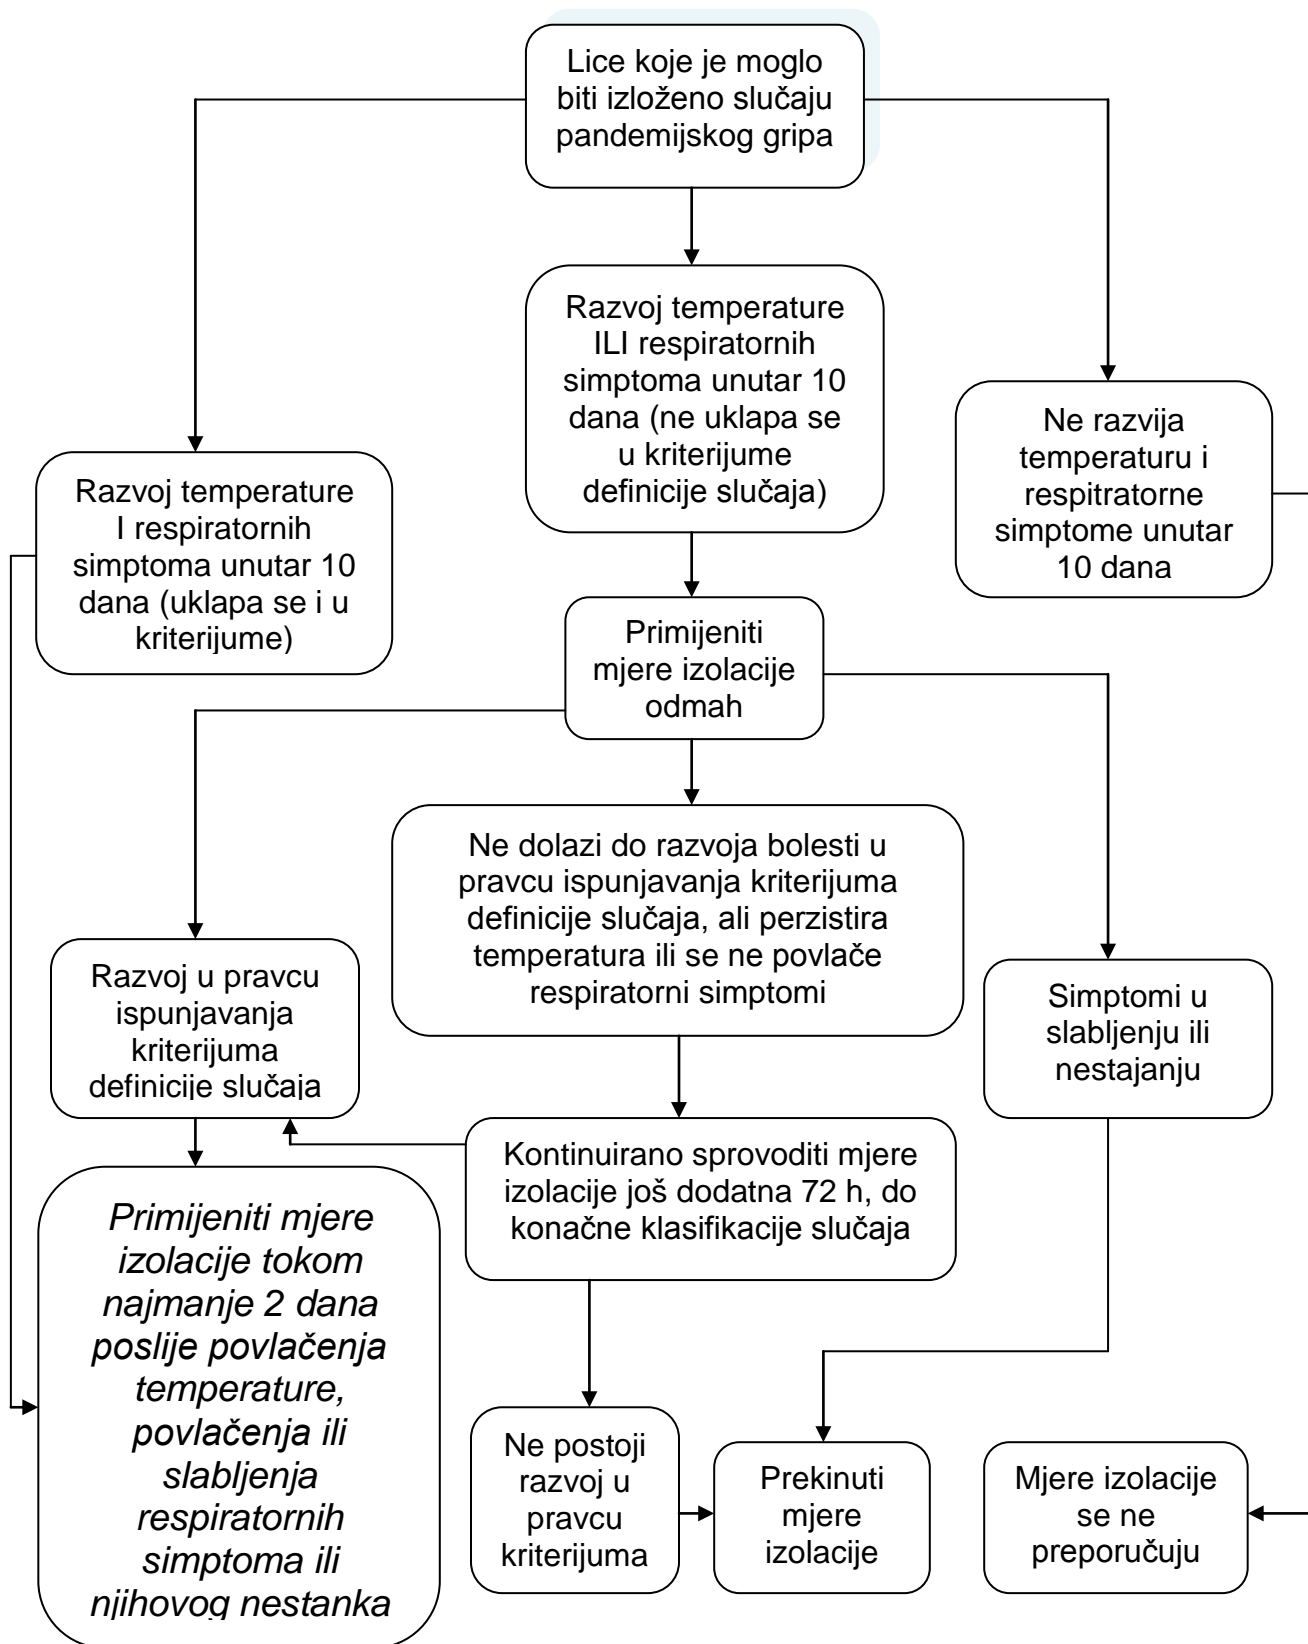 Lice koje je moglo
biti izloženo slučaju
pandemijskog gripa
Razvoj temperature
ILI respiratornih
simptoma unutar 10
dana (ne uklapa se
u kriterijume
definicije slučaja)
Ne razvija
temperaturu i
respitratorne
simptome unutar
10 dana
Razvoj temperature
I respiratornih
simptoma unutar 10
dana (uklapa se i u
kriterijume)
Primijeniti
mjere izolacije
odmah
Ne dolazi do razvoja bolesti u
pravcu ispunjavanja kriterijuma
definicije slučaja, ali perzistira
temperatura ili se ne povlače
respiratorni simptomi
Razvoj u pravcu
ispunjavanja
kriterijuma
definicije slučaja
Simptomi u
slabljenju ili
nestajanju
Kontinuirano sprovoditi mjere
izolacije još dodatna 72 h, do
konačne klasifikacije slučaja
Primijeniti mjere
izolacije tokom
najmanje 2 dana
poslije povlačenja
temperature,
povlačenja ili
slabljenja
respiratornih
simptoma ili
njihovog nestanka
Ne postoji
razvoj u
pravcu
kriterijuma
Prekinuti
mjere
izolacije
Mjere izolacije
se ne
preporučuju